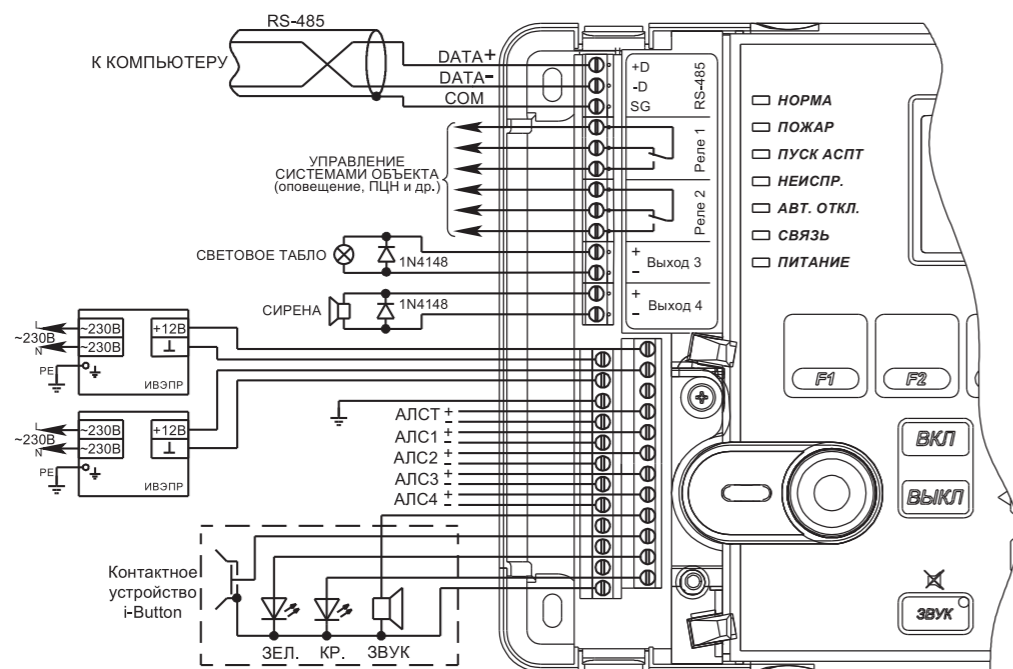 RS-485
К КОМПЬЮТЕРУ
DATA+
DATA-
COM
+D
-D
SG
RS-485
УПРАВЛЕНИЕ
СИСТЕМАМИ ОБЪЕКТА
(оповещение, ПЦН и др.)
Реле 1
Реле 2
СВЕТОВОЕ ТАБЛО
1N4148
+
-
Выход 3
СИРЕНА
1N4148
+
-
Выход 4
НОРМА
ПОЖАР
ПУСК АСПТ
НЕИСПР.
АВТ. ОТКЛ.
СВЯЗЬ
ПИТАНИЕ
L
~230В
N
PE
~230В
~230В
+12В
ИВЭПР
L
~230В
N
PE
~230В
~230В
+12В
ИВЭПР
АЛСТ + -
АЛС1 + -
АЛС2 + -
АЛС3 + -
АЛС4 + -
F1
F2
ВКЛ
ВЫКЛ
ЗВУК
Контактное
устройство
i-Button
ЗЕЛ.
КР.
ЗВУК